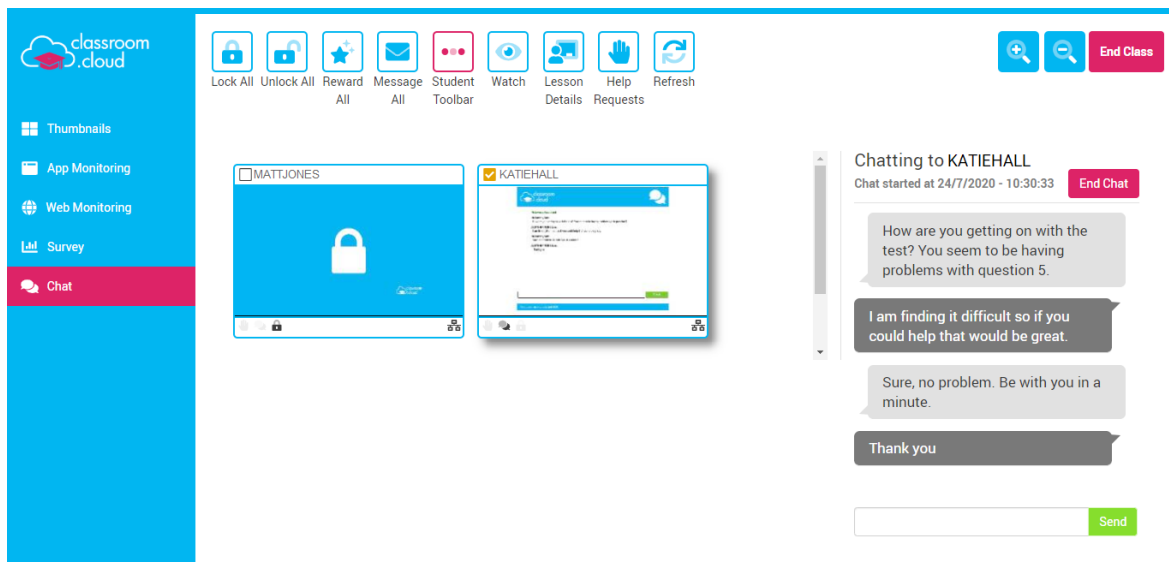 classroom
.cloud
Lock All
Unlock All
Reward
All
Message
All
Student
Toolbar
Watch
Lesson
Details
Help
Requests
Refresh
End Class
Thumbnails
App Monitoring
Web Monitoring
Survey
Chat
MATTJONES
KATIEHALL
Chatting to KATIEHALL
Chat started at 24/7/2020 - 10:30:33
End Chat
How are you getting on with the
test? You seem to be having
problems with question 5.
I am finding it difficult so if you
could help that would be great.
Sure, no problem. Be with you in a
minute.
Thank you
Send